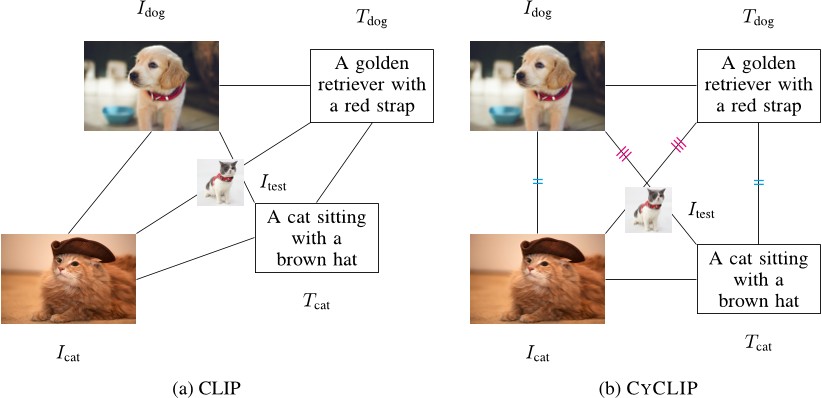 I_dog
T_dog
A golden
retriever with
a red strap
I_test
A cat sitting
with a
brown hat
T_cat
I_cat
(a) CLIP
I_dog
T_dog
A golden
retriever with
a red strap
I_test
A cat sitting
with a
brown hat
T_cat
I_cat
(b) CYCLIP